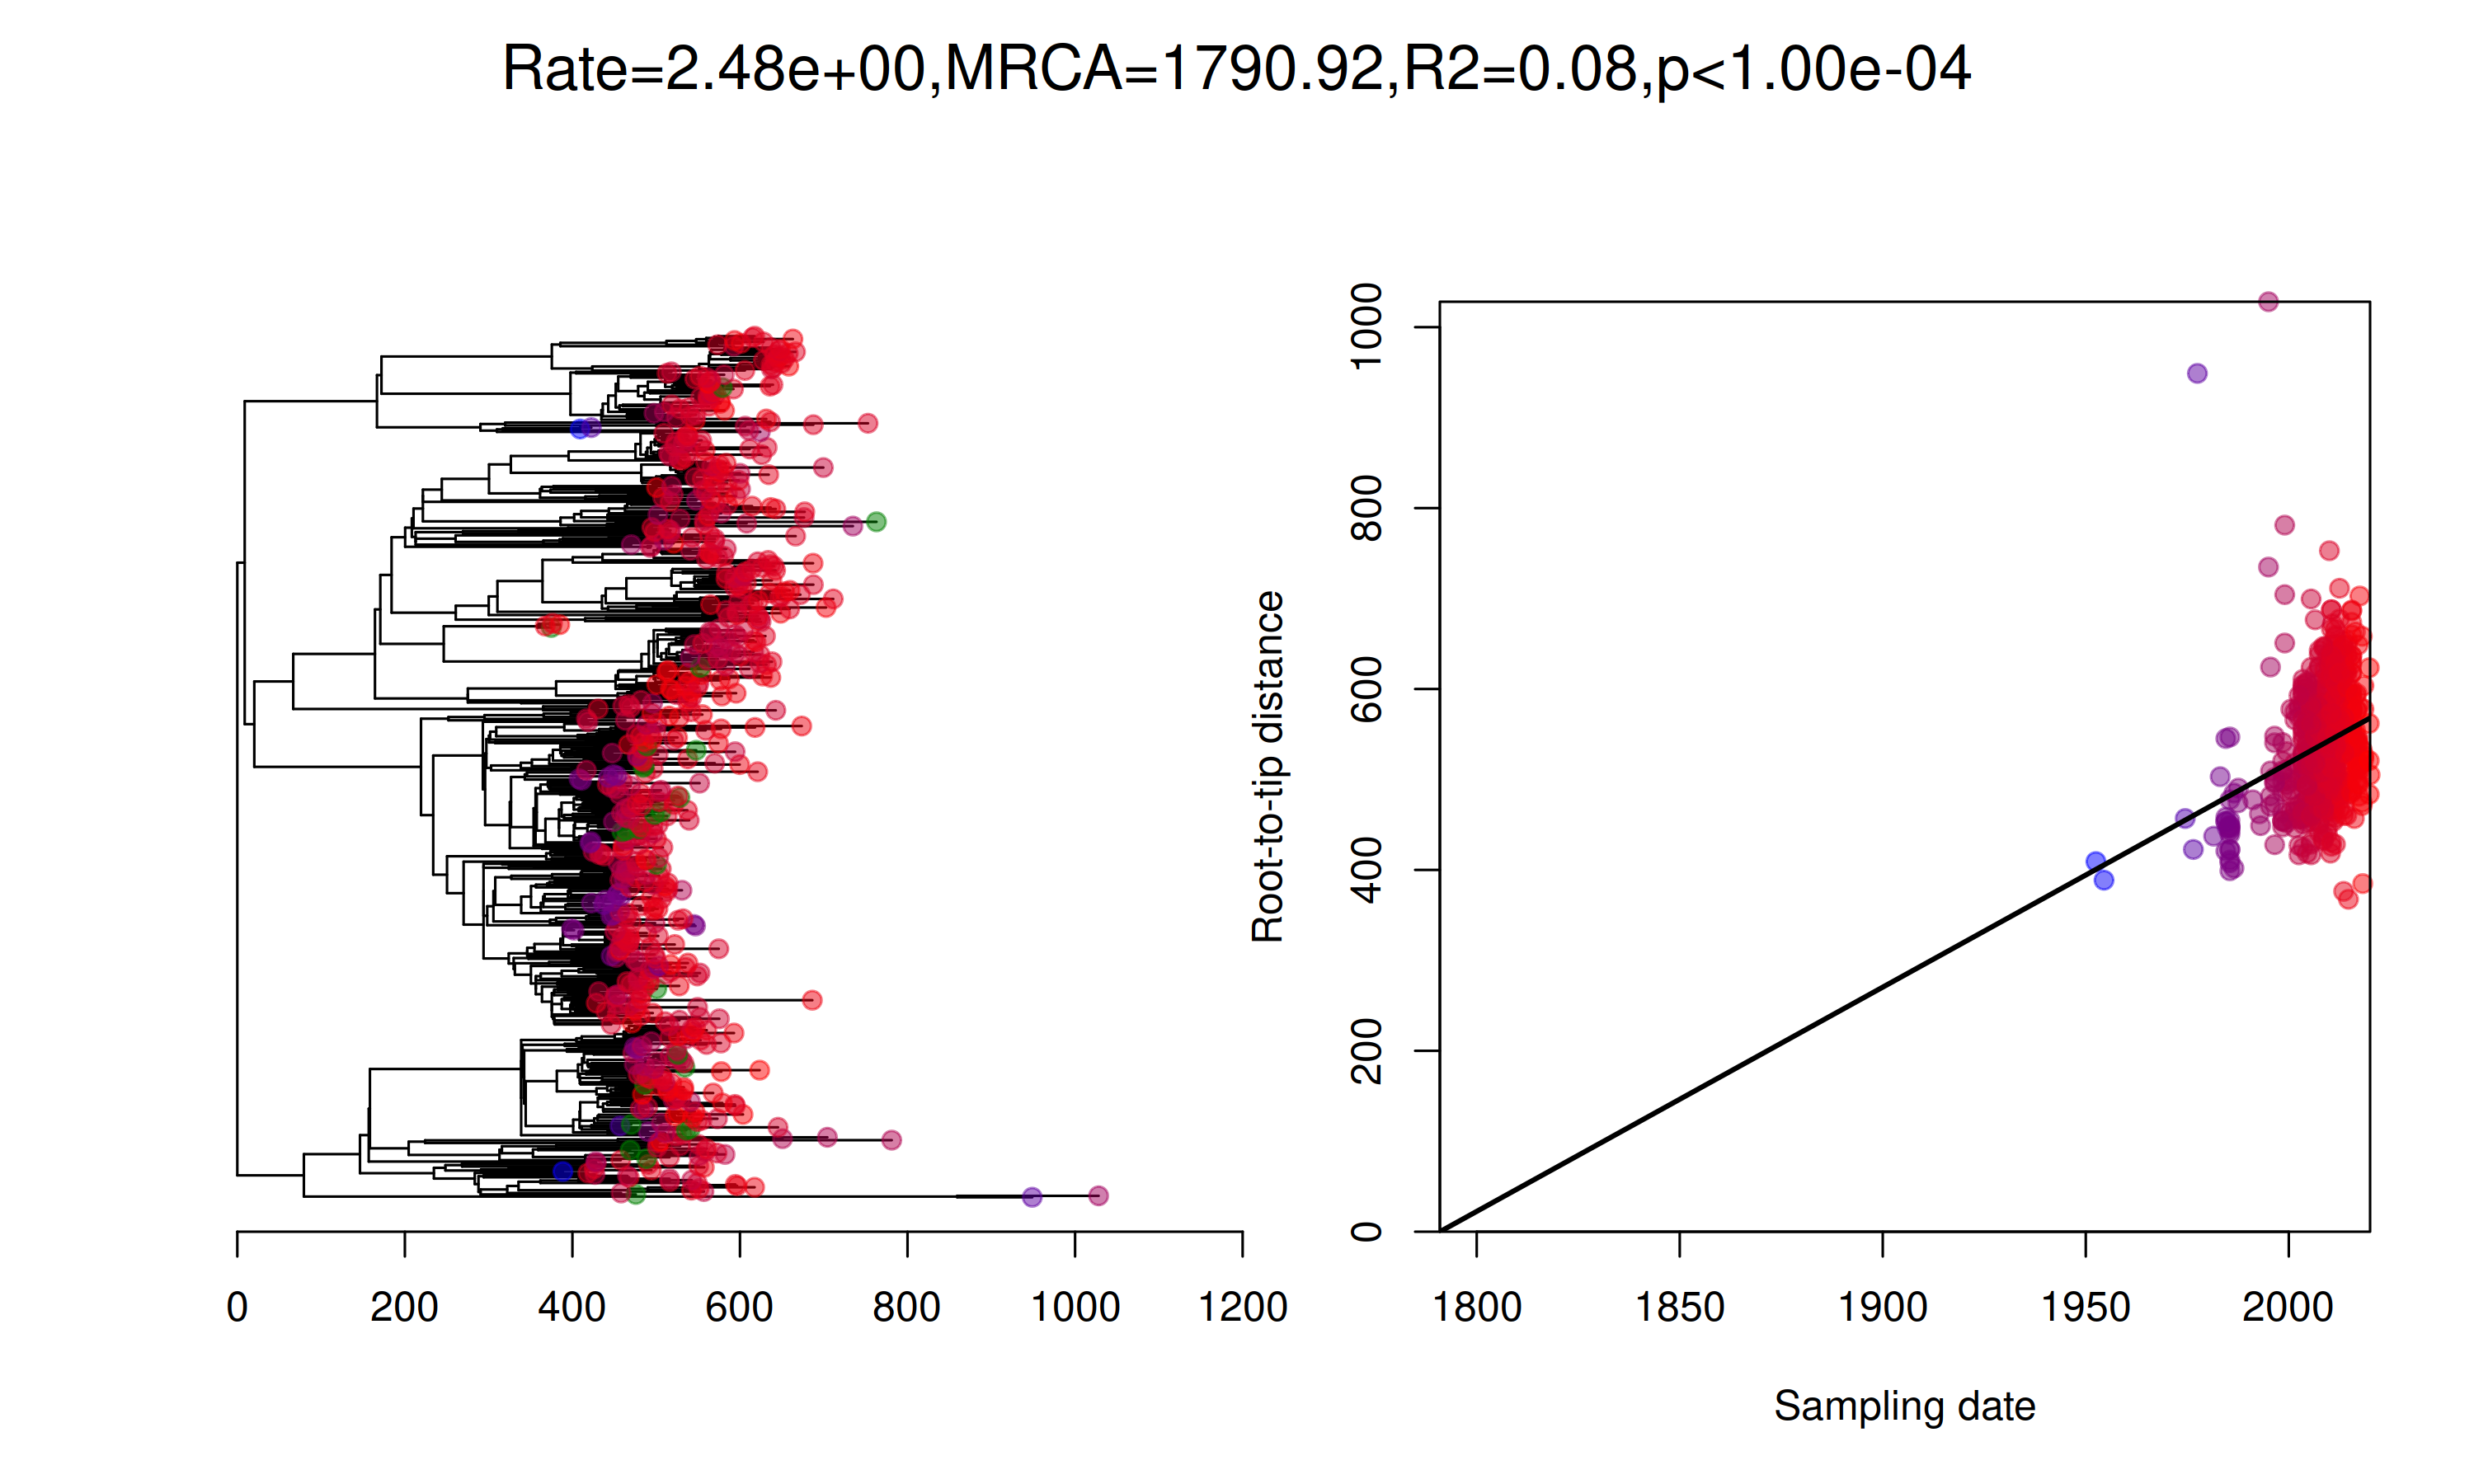 Rate=2.48e+00,MRCA=1790.92,R2=0.08,p<1.00e-04
0 200 400 600 800 1000 1200
Root-to-tip distance
0 200 400 600 800 1000
1800 1850 1900 1950 2000
Sampling date